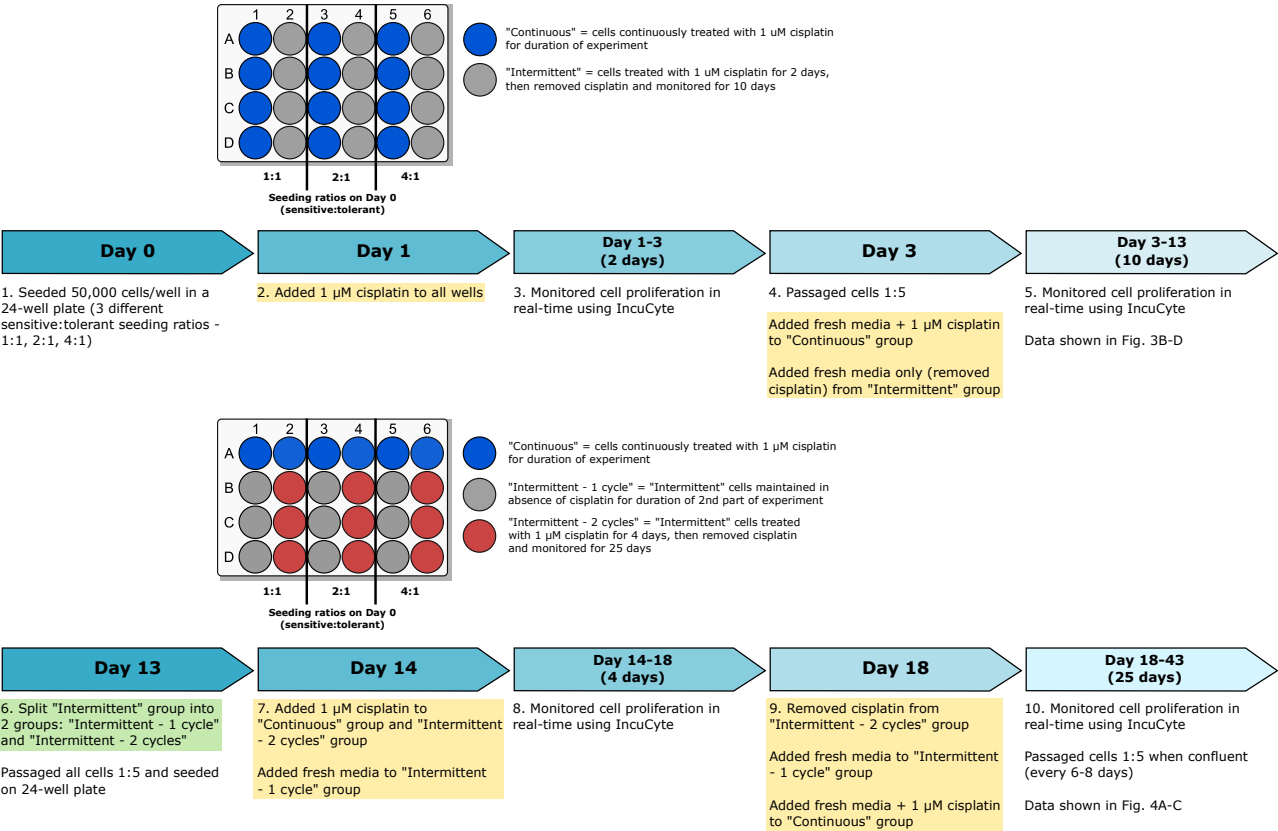 1 2 3 4 5 6
A
B
C
D
"Continuous" = cells continuously treated with 1 uM cisplatin
for duration of experiment
"Intermittent" = cells treated with 1 uM cisplatin for 2 days,
then removed cisplatin and monitored for 10 days
1:1 2:1 4:1
Seeding ratios on Day 0
(sensitive:tolerant)
Day 0
1. Seeded 50,000 cells/well in a
24-well plate (3 different
sensitive:tolerant seeding ratios -
1:1, 2:1, 4:1)
Day 1
2. Added 1 µM cisplatin to all wells
Day 1-3
(2 days)
3. Monitored cell proliferation in
real-time using IncuCyte
Day 3
4. Passaged cells 1:5
Added fresh media + 1 µM cisplatin
to "Continuous" group
Added fresh media only (removed
cisplatin) from "Intermittent" group
Day 3-13
(10 days)
5. Monitored cell proliferation in
real-time using IncuCyte
Data shown in Fig. 3B-D
1 2 3 4 5 6
A
B
C
D
"Continuous" = cells continuously treated with 1 µM cisplatin
for duration of experiment
"Intermittent - 1 cycle" = "Intermittent" cells maintained in
absence of cisplatin for duration of 2nd part of experiment
"Intermittent - 2 cycles" = "Intermittent" cells treated
with 1 µM cisplatin for 4 days, then removed cisplatin
and monitored for 25 days
1:1 2:1 4:1
Seeding ratios on Day 0
(sensitive:tolerant)
Day 13
6. Split "Intermittent" group into
2 groups: "Intermittent - 1 cycle"
and "Intermittent - 2 cycles"
Passaged all cells 1:5 and seeded
on 24-well plate
Day 14
7. Added 1 µM cisplatin to
"Continuous" group and "Intermittent
- 2 cycles" group
Added fresh media to "Intermittent
- 1 cycle" group
Day 14-18
(4 days)
8. Monitored cell proliferation in
real-time using IncuCyte
Day 18
9. Removed cisplatin from
"Intermittent - 2 cycles" group
Added fresh media to "Intermittent
- 1 cycle" group
Added fresh media + 1 µM cisplatin
to "Continuous" group
Day 18-43
(25 days)
10. Monitored cell proliferation in
real-time using IncuCyte
Passaged cells 1:5 when confluent
(every 6-8 days)
Data shown in Fig. 4A-C